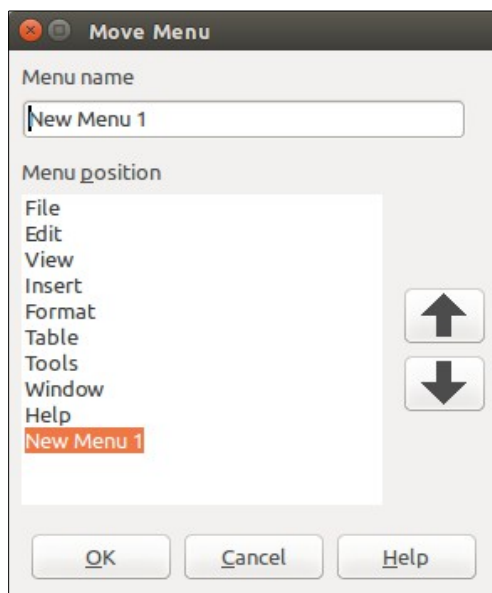 Move Menu
Menu name
New Menu 1
Menu position
File
Edit
View
Insert
Format
Table
Tools
Window
Help
New Menu 1
OK Cancel Help